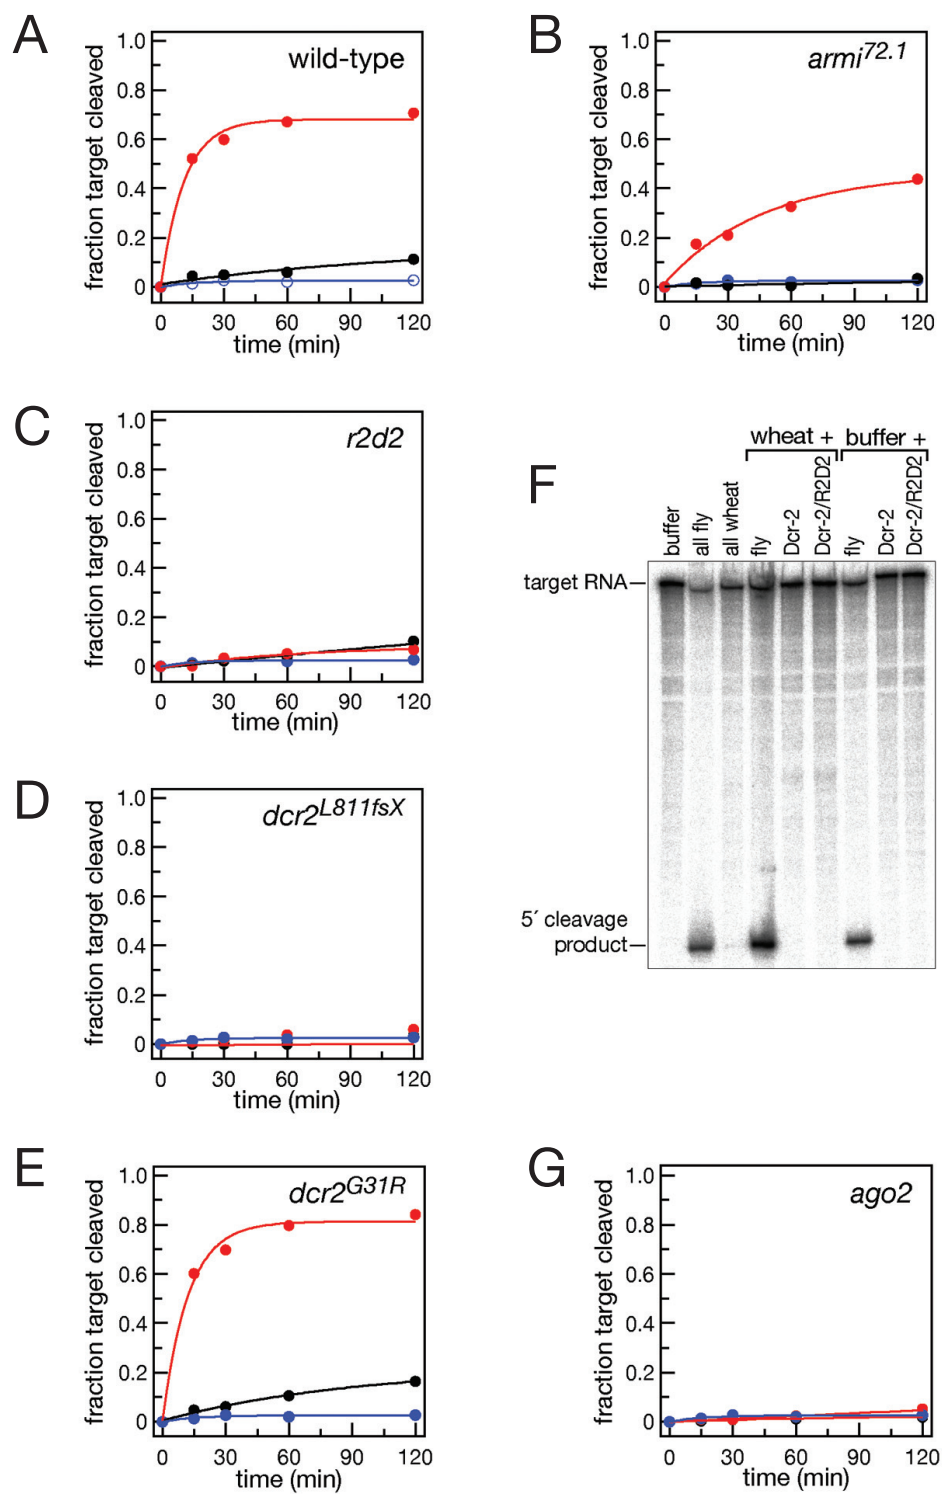 A
fraction target cleaved
1.0
0.8
0.6
0.4
0.2
0
wild-type
0 30 60 90 120
time (min)
B
fraction target cleaved
1.0
0.8
0.6
0.4
0.2
0
armi72.1
0 30 60 90 120
time (min)
C
fraction target cleaved
1.0
0.8
0.6
0.4
0.2
0
r2d2
0 30 60 90 120
time (min)
D
fraction target cleaved
1.0
0.8
0.6
0.4
0.2
0
dcr2L811fsX
0 30 60 90 120
time (min)
E
fraction target cleaved
1.0
0.8
0.6
0.4
0.2
0
dcr2G31R
0 30 60 90 120
time (min)
F
wheat + buffer +
buffer
all fly
all wheat
fly
Dcr-2
Dcr-2/R2D2
fly
Dcr-2
Dcr-2/R2D2
target RNA
5´ cleavage
product
G
fraction target cleaved
1.0
0.8
0.6
0.4
0.2
0
ago2
0 30 60 90 120
time (min)